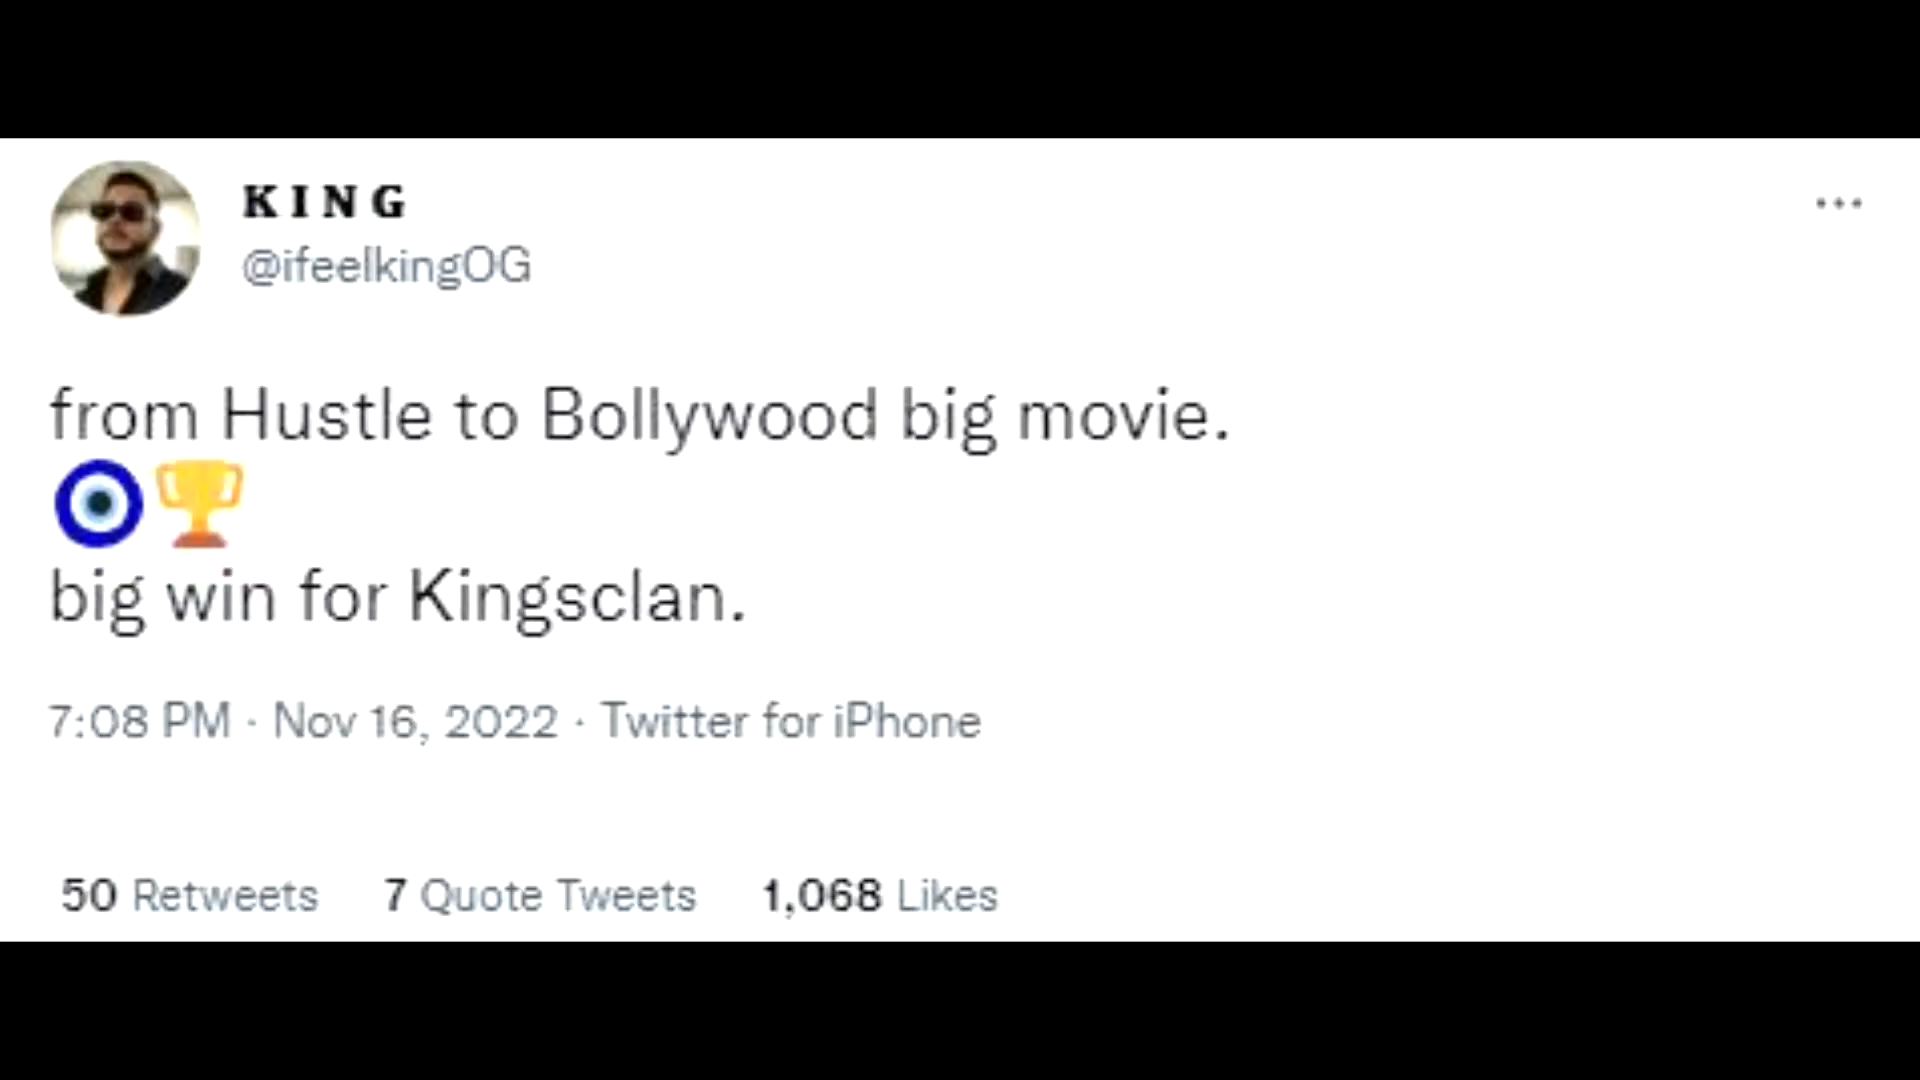 KING
@ifeelkingOG
from Hustle to Bollywood big movie.
🧿🏆
big win for Kingsclan.
7:08 PM · Nov 16, 2022 · Twitter for iPhone
50 Retweets 7 Quote Tweets 1,068 Likes